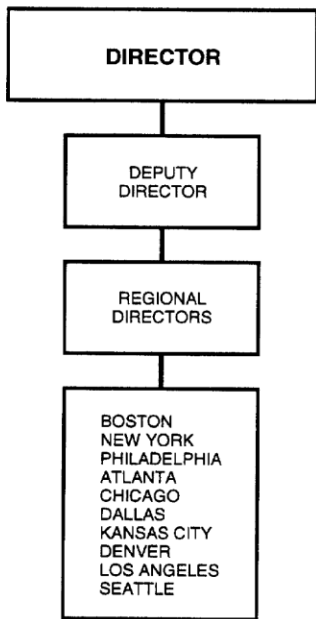 DIRECTOR
DEPUTY
DIRECTOR
REGIONAL
DIRECTORS
BOSTON
NEW YORK
PHILADELPHIA
ATLANTA
CHICAGO
DALLAS
KANSAS CITY
DENVER
LOS ANGELES
SEATTLE